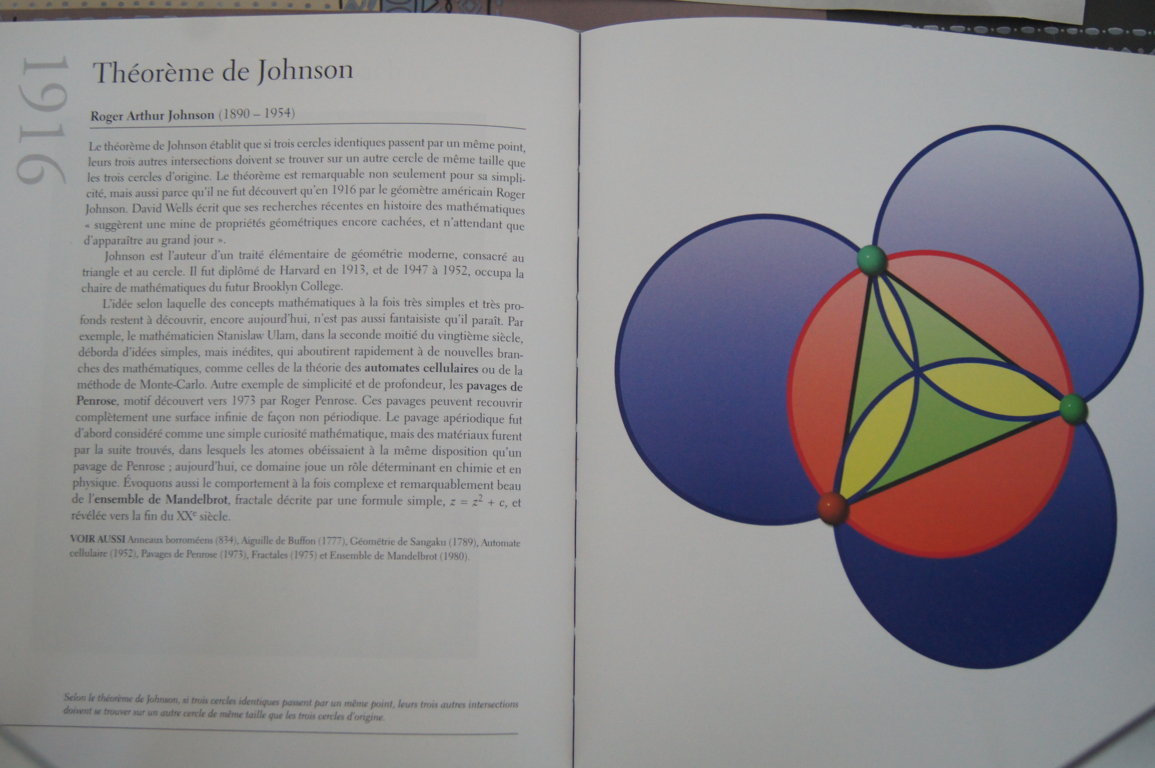 1916
Théorème de Johnson
Roger Arthur Johnson (1890 – 1954)
Le théorème de Johnson établit que si trois cercles identiques passent par un même point,
leurs trois autres intersections doivent se trouver sur un autre cercle de même taille que
les trois cercles d'origine. Le théorème est remarquable non seulement pour sa simpli-
cité, mais aussi parce qu'il ne fut découvert qu'en 1916 par le géomètre américain Roger
Johnson. David Wells écrit que ses recherches récentes en histoire des mathématiques
« suggèrent une mine de propriétés géométriques encore cachées, et n'attendant que
d'apparaître au grand jour ».
Johnson est l'auteur d'un traité élémentaire de géométrie moderne, consacré au
triangle et au cercle. Il fut diplômé de Harvard en 1913, et de 1947 à 1952, occupa la
chaire de mathématiques du futur Brooklyn College.
L'idée selon laquelle des concepts mathématiques à la fois très simples et très pro-
fonds restent à découvrir, encore aujourd'hui, n'est pas aussi fantaisiste qu'il paraît. Par
exemple, le mathématicien Stanislaw Ulam, dans la seconde moitié du vingtième siècle,
déborda d'idées simples, mais inédites, qui aboutirent rapidement à de nouvelles bran-
ches des mathématiques, comme celles de la théorie des automates cellulaires ou de la
méthode de Monte-Carlo. Autre exemple de simplicité et de profondeur, les pavages de
Penrose, motif découvert vers 1973 par Roger Penrose. Ces pavages peuvent recouvrir
complètement une surface infinie de façon non périodique. Le pavage apériodique fut
d'abord considéré comme une simple curiosité mathématique, mais des matériaux furent
par la suite trouvés, dans lesquels les atomes obéissaient à la même disposition qu'un
pavage de Penrose ; aujourd'hui, ce domaine joue un rôle déterminant en chimie et en
physique. Évoquons aussi le comportement à la fois complexe et remarquablement beau
de l'ensemble de Mandelbrot, fractale décrite par une formule simple, z = z² + c, et
révélée vers la fin du XXᵉ siècle.
VOIR AUSSI Anneaux borroméens (834), Aiguille de Buffon (1777), Géométrie de Sangaku (1789), Automate
cellulaire (1952), Pavages de Penrose (1973), Fractales (1975) et Ensemble de Mandelbrot (1980).
Selon le théorème de Johnson, si trois cercles identiques passent par un même point, leurs trois autres intersections
doivent se trouver sur un autre cercle de même taille que les trois cercles d'origine.